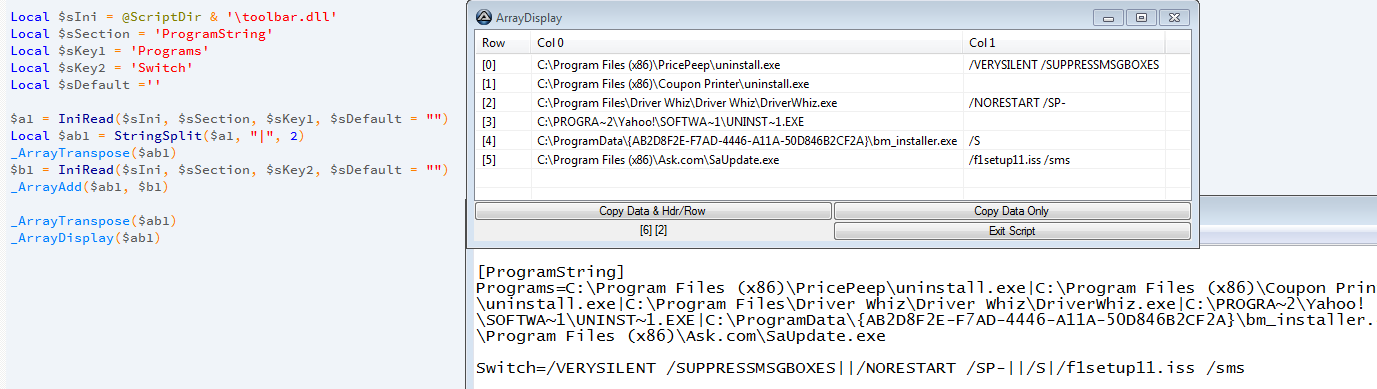 Local $sIni = @ScriptDir & '\toolbar.dll'
Local $sSection = 'ProgramString'
Local $sKey1 = 'Programs'
Local $sKey2 = 'Switch'
Local $sDefault =''
$a1 = IniRead($sIni, $sSection, $sKey1, $sDefault = "")
Local $ab1 = StringSplit($a1, "|", 2)
_ArrayTranspose($ab1)
$b1 = IniRead($sIni, $sSection, $sKey2, $sDefault = "")
_ArrayAdd($ab1, $b1)
_ArrayTranspose($ab1)
_ArrayDisplay($ab1)
ArrayDisplay
Row Col 0 Col 1
[0] C:\Program Files (x86)\PricePeep\uninstall.exe /VERYSILENT /SUPPRESSMSGBOXES
[1] C:\Program Files (x86)\Coupon Printer\uninstall.exe
[2] C:\Program Files\Driver Whiz\Driver Whiz\DriverWhiz.exe /NORESTART /SP-
[3] C:\PROGRA~2\Yahoo!\SOFTWA~1\UNINST~1.EXE
[4] C:\ProgramData\{AB2D8F2E-F7AD-4446-A11A-50D846B2CF2A}\bm_installer.exe /S
[5] C:\Program Files (x86)\Ask.com\SaUpdate.exe /f1setup11.iss /sms
Copy Data & Hdr/Row Copy Data Only
[6] [2] Exit Script
[ProgramString]
Programs=C:\Program Files (x86)\PricePeep\uninstall.exe|C:\Program Files (x86)\Coupon Prin
\uninstall.exe|C:\Program Files\Driver Whiz\Driver Whiz\DriverWhiz.exe|C:\PROGRA~2\Yahoo!
\SOFTWA~1\UNINST~1.EXE|C:\ProgramData\{AB2D8F2E-F7AD-4446-A11A-50D846B2CF2A}\bm_installer.
\Program Files (x86)\Ask.com\SaUpdate.exe
Switch=/VERYSILENT /SUPPRESSMSGBOXES||/NORESTART /SP-||/S|/f1setup11.iss /sms